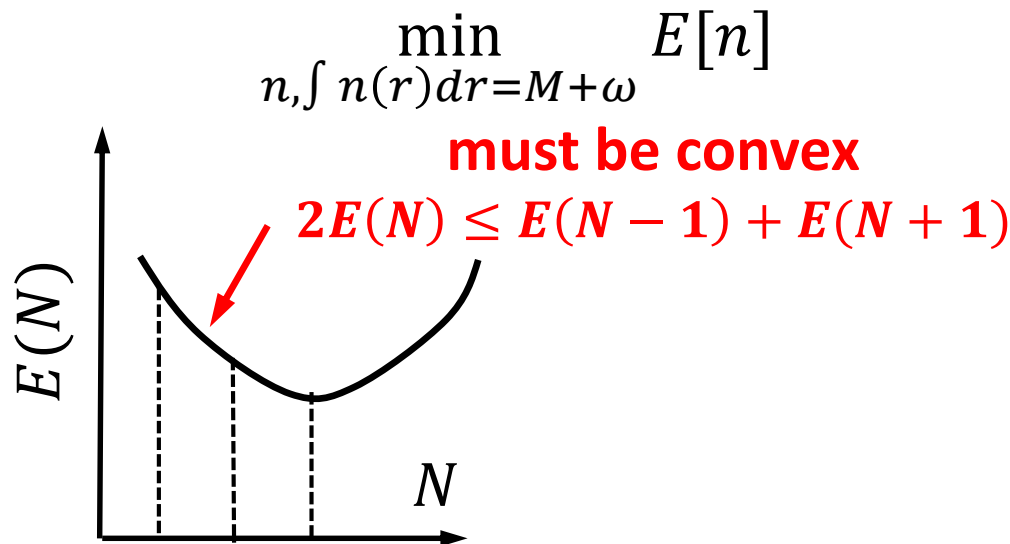 min E[n]
n,∫ n(r)dr=M+ω
must be convex
2E(N) ≤ E(N − 1) + E(N + 1)
E(N)
N